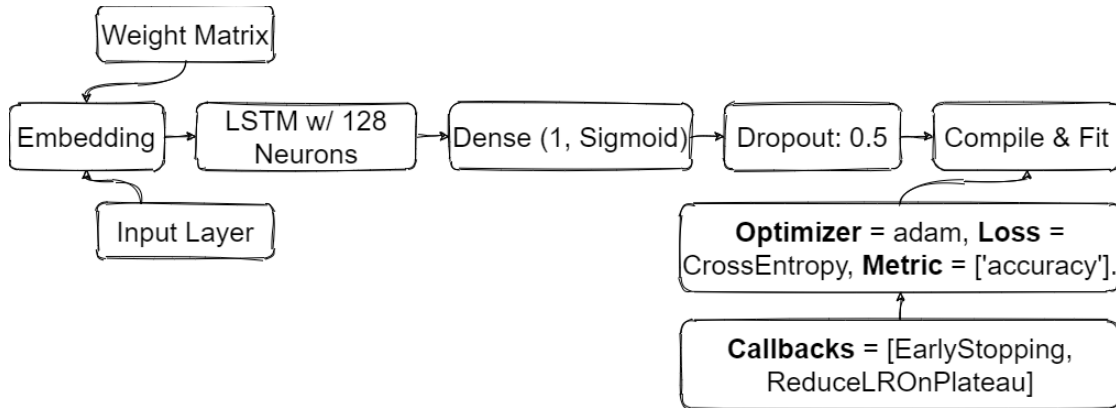 Weight Matrix
Embedding
LSTM w/ 128
Neurons
Dense (1, Sigmoid)
Dropout: 0.5
Compile & Fit
Input Layer
Optimizer = adam, Loss =
CrossEntropy, Metric = ['accuracy'].
Callbacks = [EarlyStopping,
ReduceLROnPlateau]